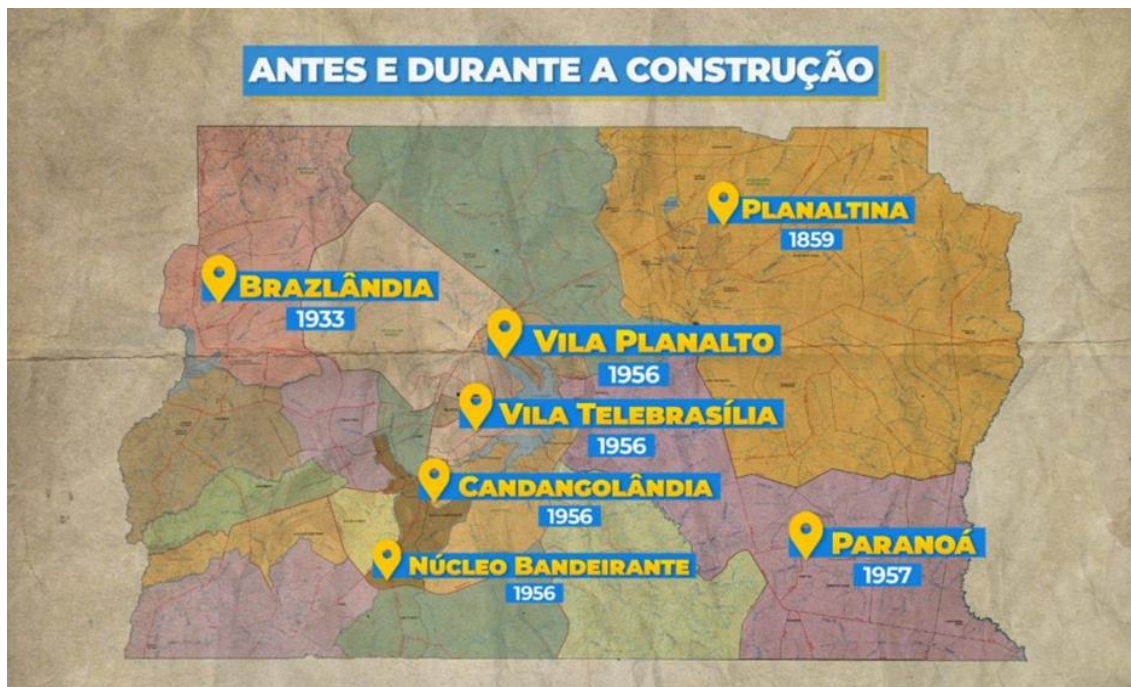 ANTES E DURANTE A CONSTRUÇÃO
PLANALTINA
1859
BRAZLÂNDIA
1933
VILA PLANALTO
1956
VILA TELEBRASÍLIA
1956
CANDANGOLÂNDIA
1956
PARANOÁ
1957
NÚCLEO BANDEIRANTE
1956